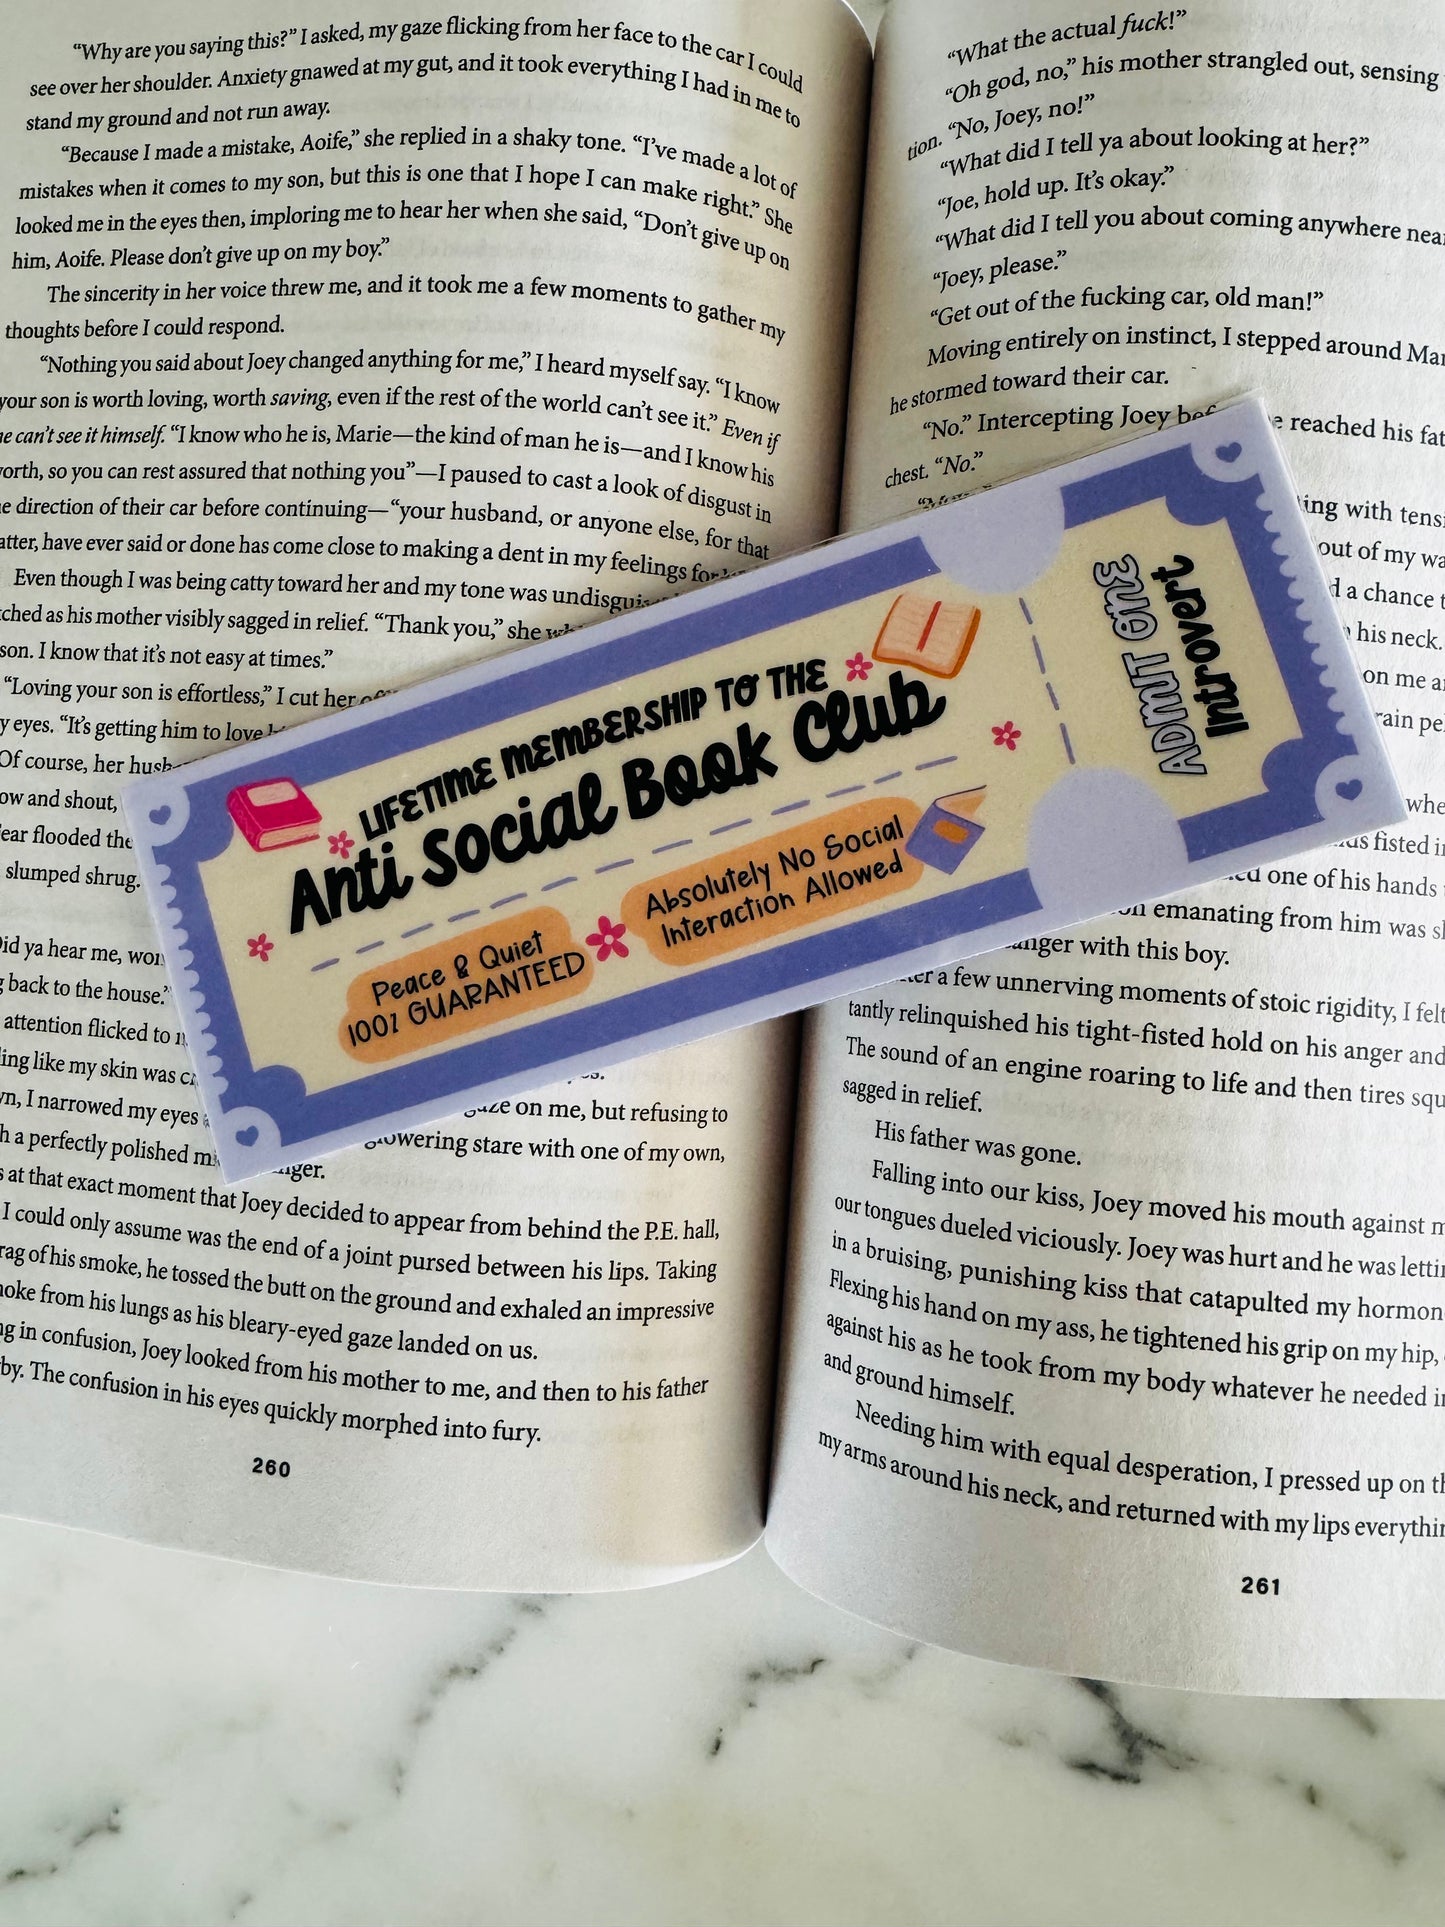 “Why are you saying this?” I asked, my gaze flicking from her face to the car I could
see over her shoulder. Anxiety gnawed at my gut, and it took everything I had in me to
stand my ground and not run away.
“Because I made a mistake, Aoife,” she replied in a shaky tone. “I’ve made a lot of
mistakes when it comes to my son, but this is one that I hope I can make right.” She
looked me in the eyes then, imploring me to hear her when she said, “Don’t give up on
him, Aoife. Please don’t give up on my boy.”
The sincerity in her voice threw me, and it took me a few moments to gather my
thoughts before I could respond.
“Nothing you said about Joey changed anything for me,” I heard myself say. “I know
your son is worth loving, worth saving, even if the rest of the world can’t see it.” Even if
can’t see it himself. “I know who he is, Marie—the kind of man he is—and I know his
worth, so you can rest assured that nothing you”—I paused to cast a look of disgust in
direction of their car before continuing—“your husband, or anyone else, for that
matter, have ever said or done has come close to making a dent in my feelings for
Even though I was being catty toward her and my tone was
as his mother visibly sagged in relief. “Thank you,” she
son. I know that it’s not easy at times.”
“Loving your son is effortless,” I cut her
eyes. “It’s getting him to love
Of course, her
and shout,
flooded the
slumped shrug.
ya hear me,
back to the house.”
attention flicked to
like my skin was
I narrowed my eyes
a perfectly polished
on me, but refusing to
stare with one of my own,
at that exact moment that Joey decided to appear from behind the P.E. hall,
I could only assume was the end of a joint pursed between his lips. Taking
of his smoke, he tossed the butt on the ground and exhaled an impressive
from his lungs as his bleary-eyed gaze landed on us.
in confusion, Joey looked from his mother to me, and then to his father
The confusion in his eyes quickly morphed into fury.
260
“What the actual fuck!”
“Oh god, no,” his mother strangled out, sensing
tion. “No, Joey, no!”
“What did I tell ya about looking at her?”
“Joe, hold up. It’s okay.”
“What did I tell you about coming anywhere
“Joey, please.”
“Get out of the fucking car, old man!”
Moving entirely on instinct, I stepped around
he stormed toward their car.
“No.” Intercepting Joey reached his
chest. “No.”
with
out of my
a chance
his neck.
on me
per
fisted
one of his hands
emanating from him was
with this boy.
a few unnerving moments of stoic rigidity, I felt
tantly relinquished his tight-fisted hold on his anger and
The sound of an engine roaring to life and then tires
sagged in relief.
His father was gone.
Falling into our kiss, Joey moved his mouth against
our tongues dueled viciously. Joey was hurt and he was
in a bruising, punishing kiss that catapulted my
Flexing his hand on my ass, he tightened his grip on my hip,
against his as he took from my body whatever he needed
and ground himself.
Needing him with equal desperation, I pressed up on
my arms around his neck, and returned with my lips
261
LIFETIME MEMBERSHIP TO THE
Anti Social Book Club
Peace & Quiet
100% GUARANTEED
Absolutely No Social
Interaction Allowed
ADMIT ONE
Introvert